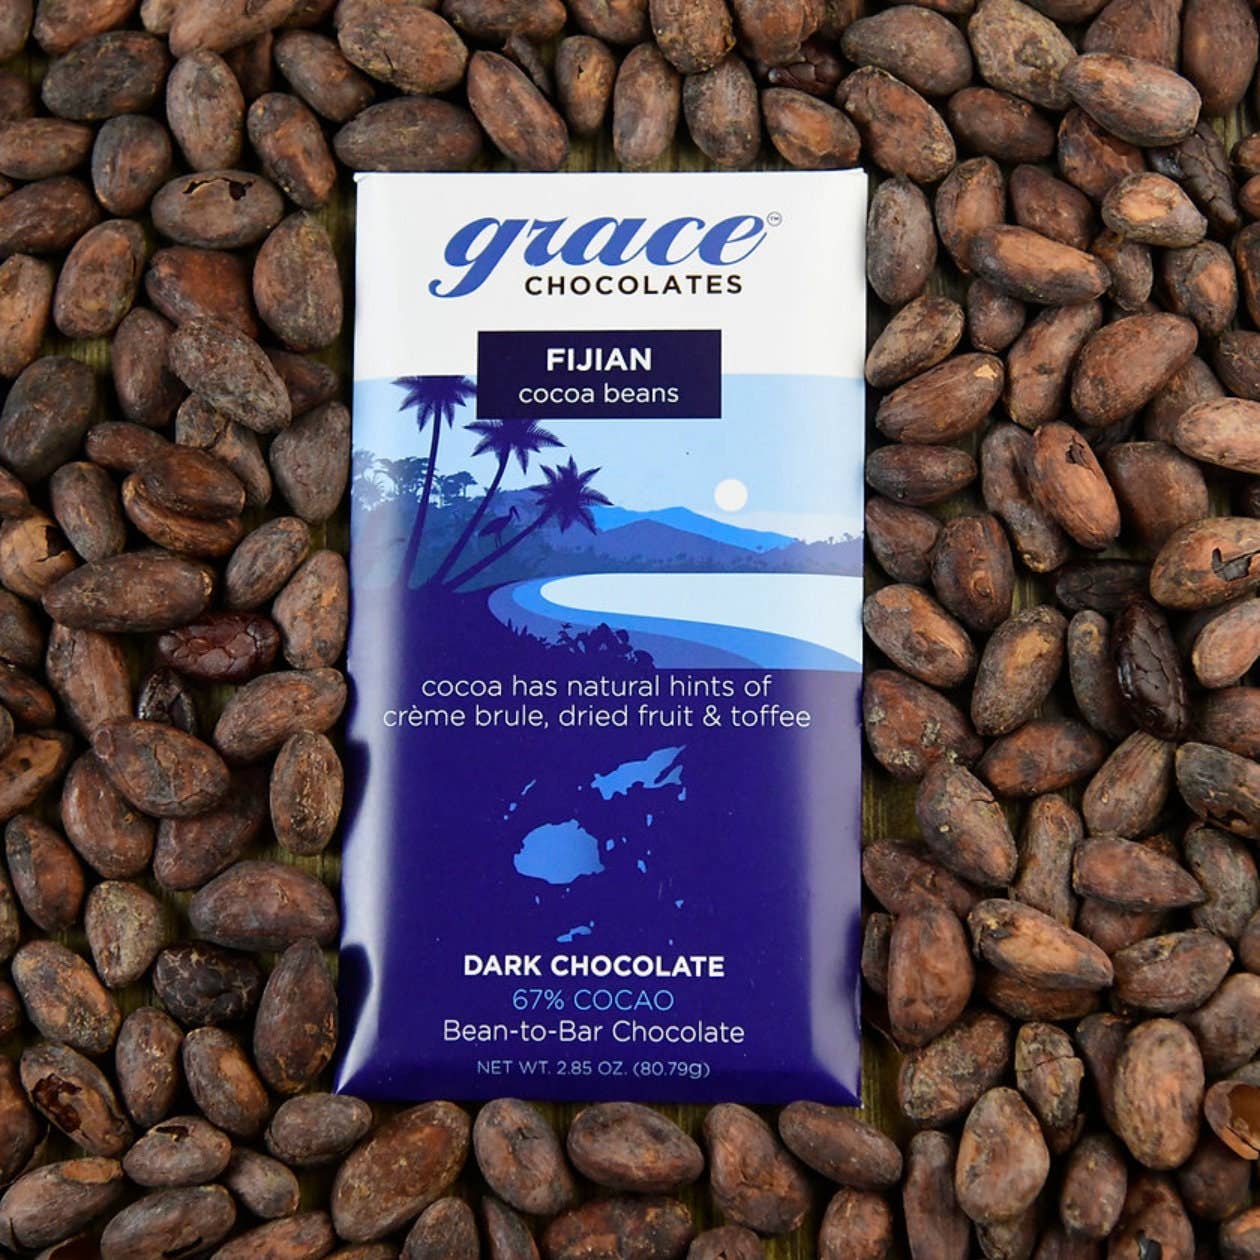 grace™
CHOCOLATES
FIJIAN
cocoa beans
cocoa has natural hints of
crème brule, dried fruit & toffee
DARK CHOCOLATE
67% COCAO
Bean-to-Bar Chocolate
NET WT. 2.85 OZ. (80.79g)